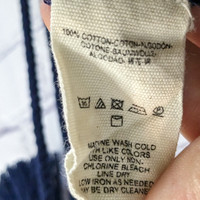 100% COTTON-COTON-ALGODÓN-
COTONE-BAUMWOLLE-
ALGODÃO-
MACHINE WASH COLD
WITH LIKE COLORS
USE ONLY NON-
CHLORINE BLEACH
LINE DRY
LOW IRON AS NEEDED
MAY BE DRY CLEANED